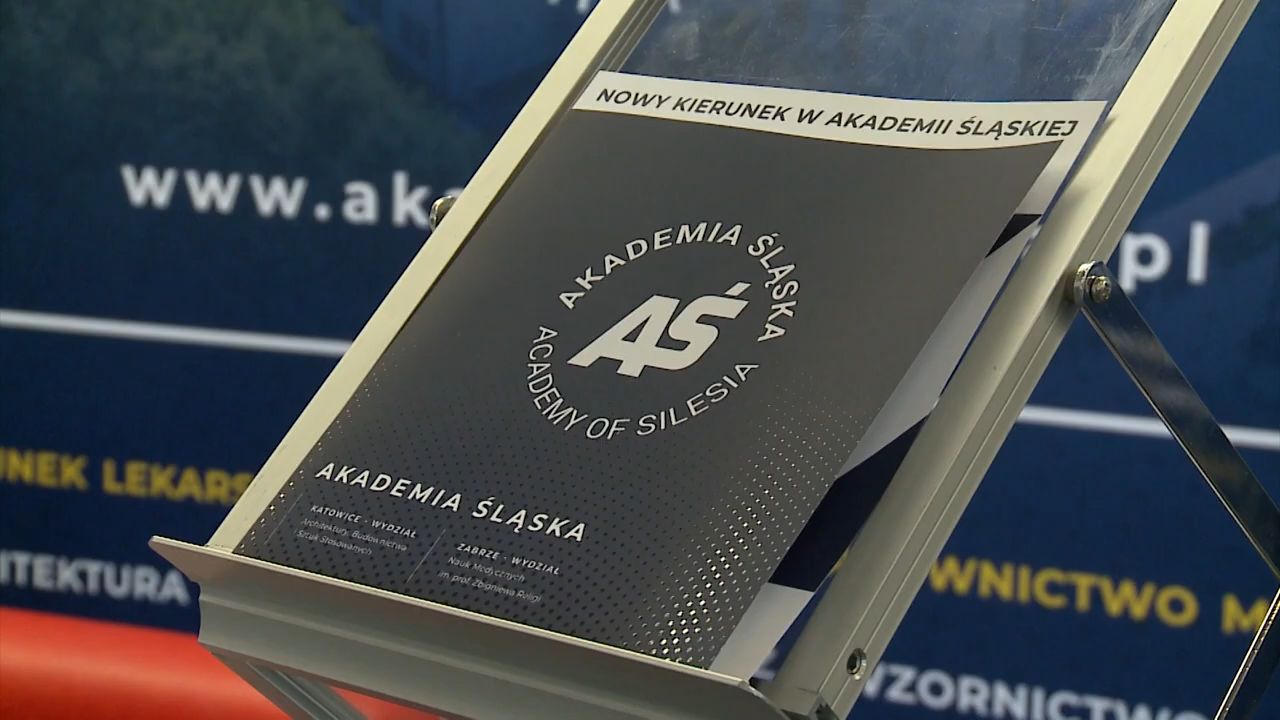 NOWY KIERUNEK W AKADEMII ŚLĄSKIEJ
www.aka
pl
AKADEMIA ŚLĄSKA
AŚ
ACADEMY OF SILESIA
UNEK LEKARS
AKADEMIA ŚLĄSKA
KATOWICE - WYDZIAŁ
Architektury, Budownictwa
Sztuk Stosowanych
ZABRZE - WYDZIAŁ
Nauk Medycznych
im. prof. Zbigniewa Religi
ITEKTURA
WNICTWO M
WZORNICTWO